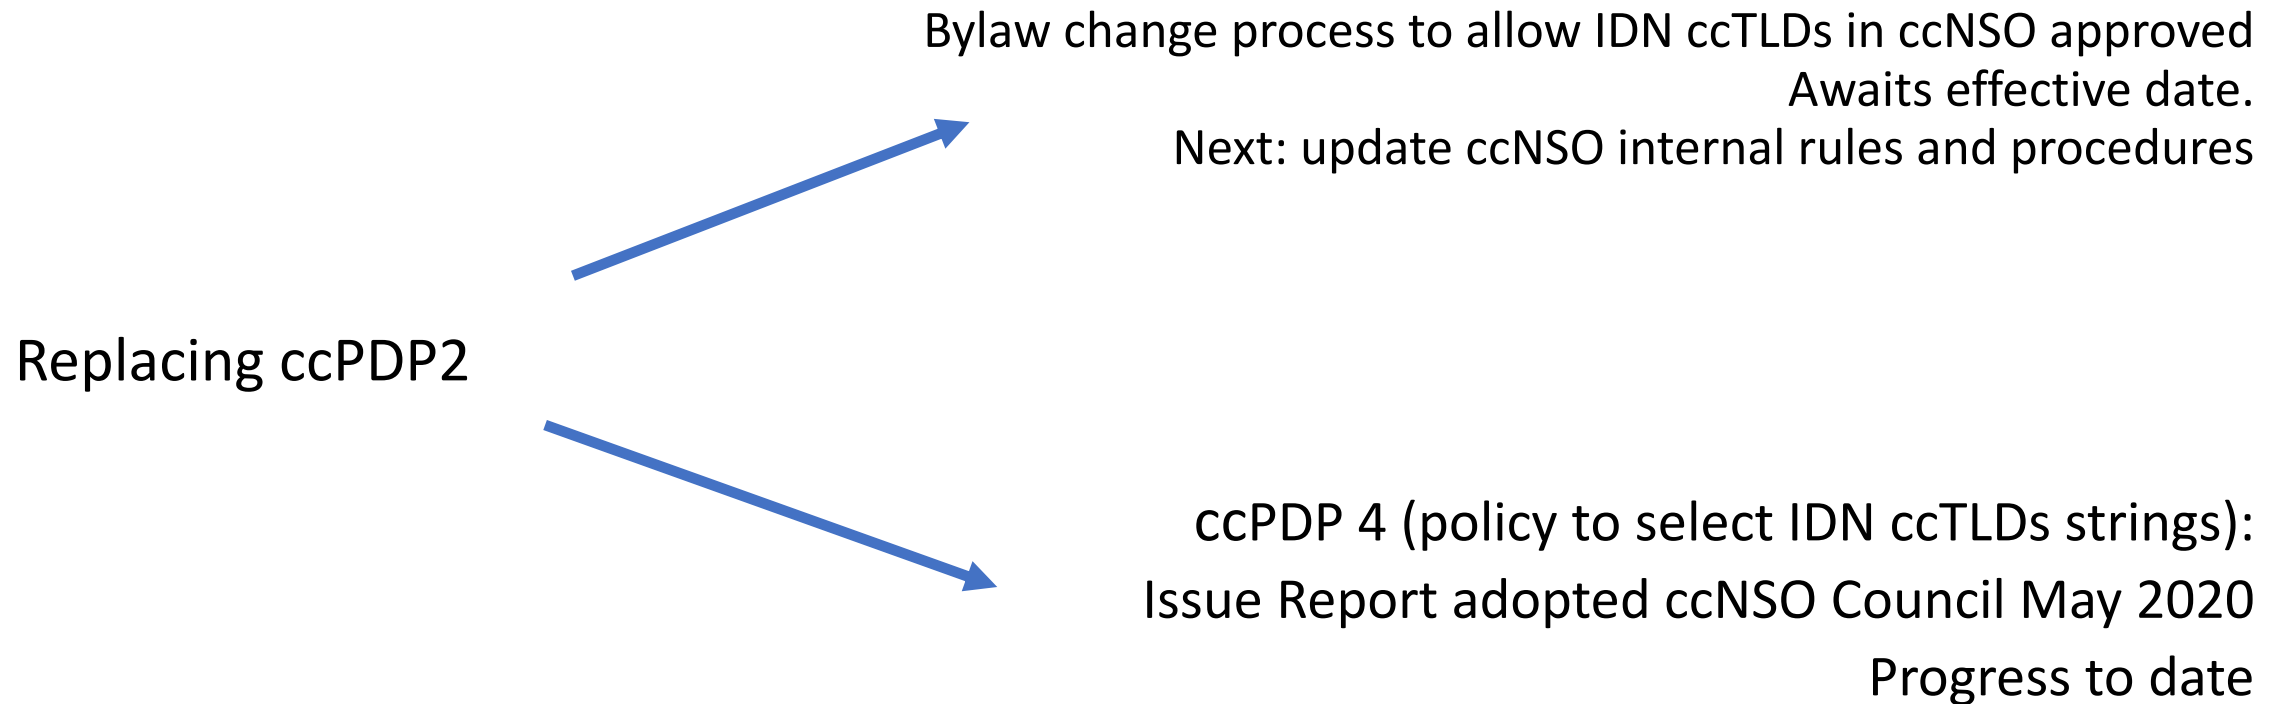 Bylaw change process to allow IDN ccTLDs in ccNSO approved
Awaits effective date.
Next: update ccNSO internal rules and procedures
Replacing ccPDP2
ccPDP 4 (policy to select IDN ccTLDs strings):
Issue Report adopted ccNSO Council May 2020
Progress to date